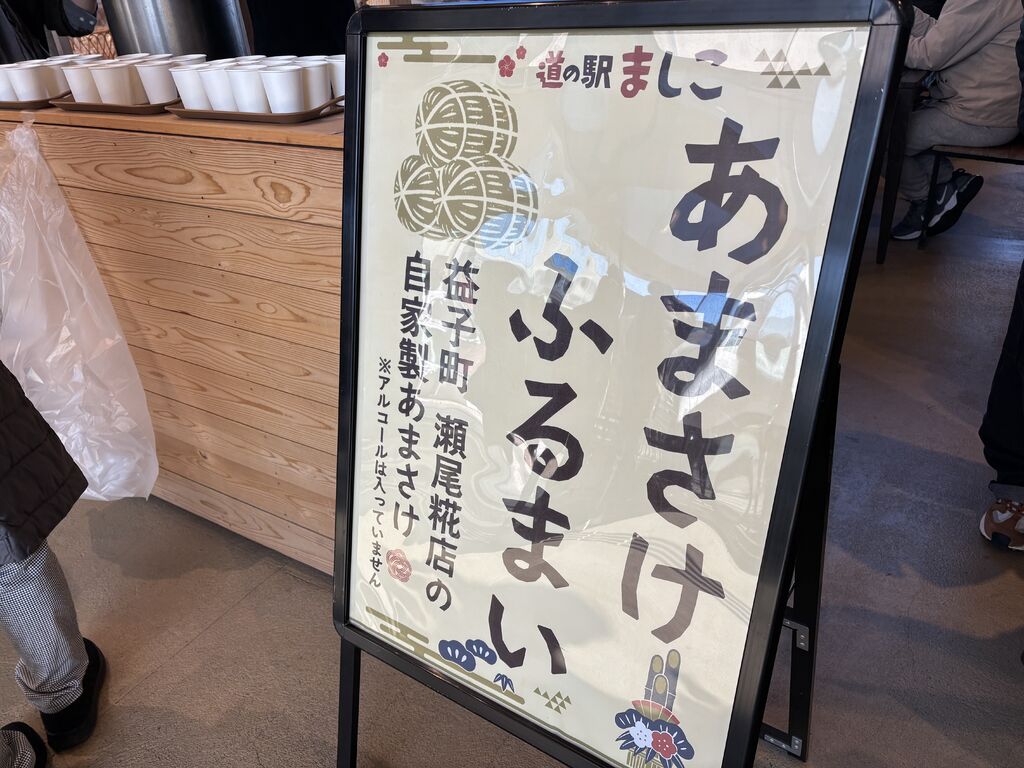 道の駅 ましこ
あまさけ
ふるまい
益子町 瀬尾糀店の
自家製あまさけ
※アルコールは入っていません